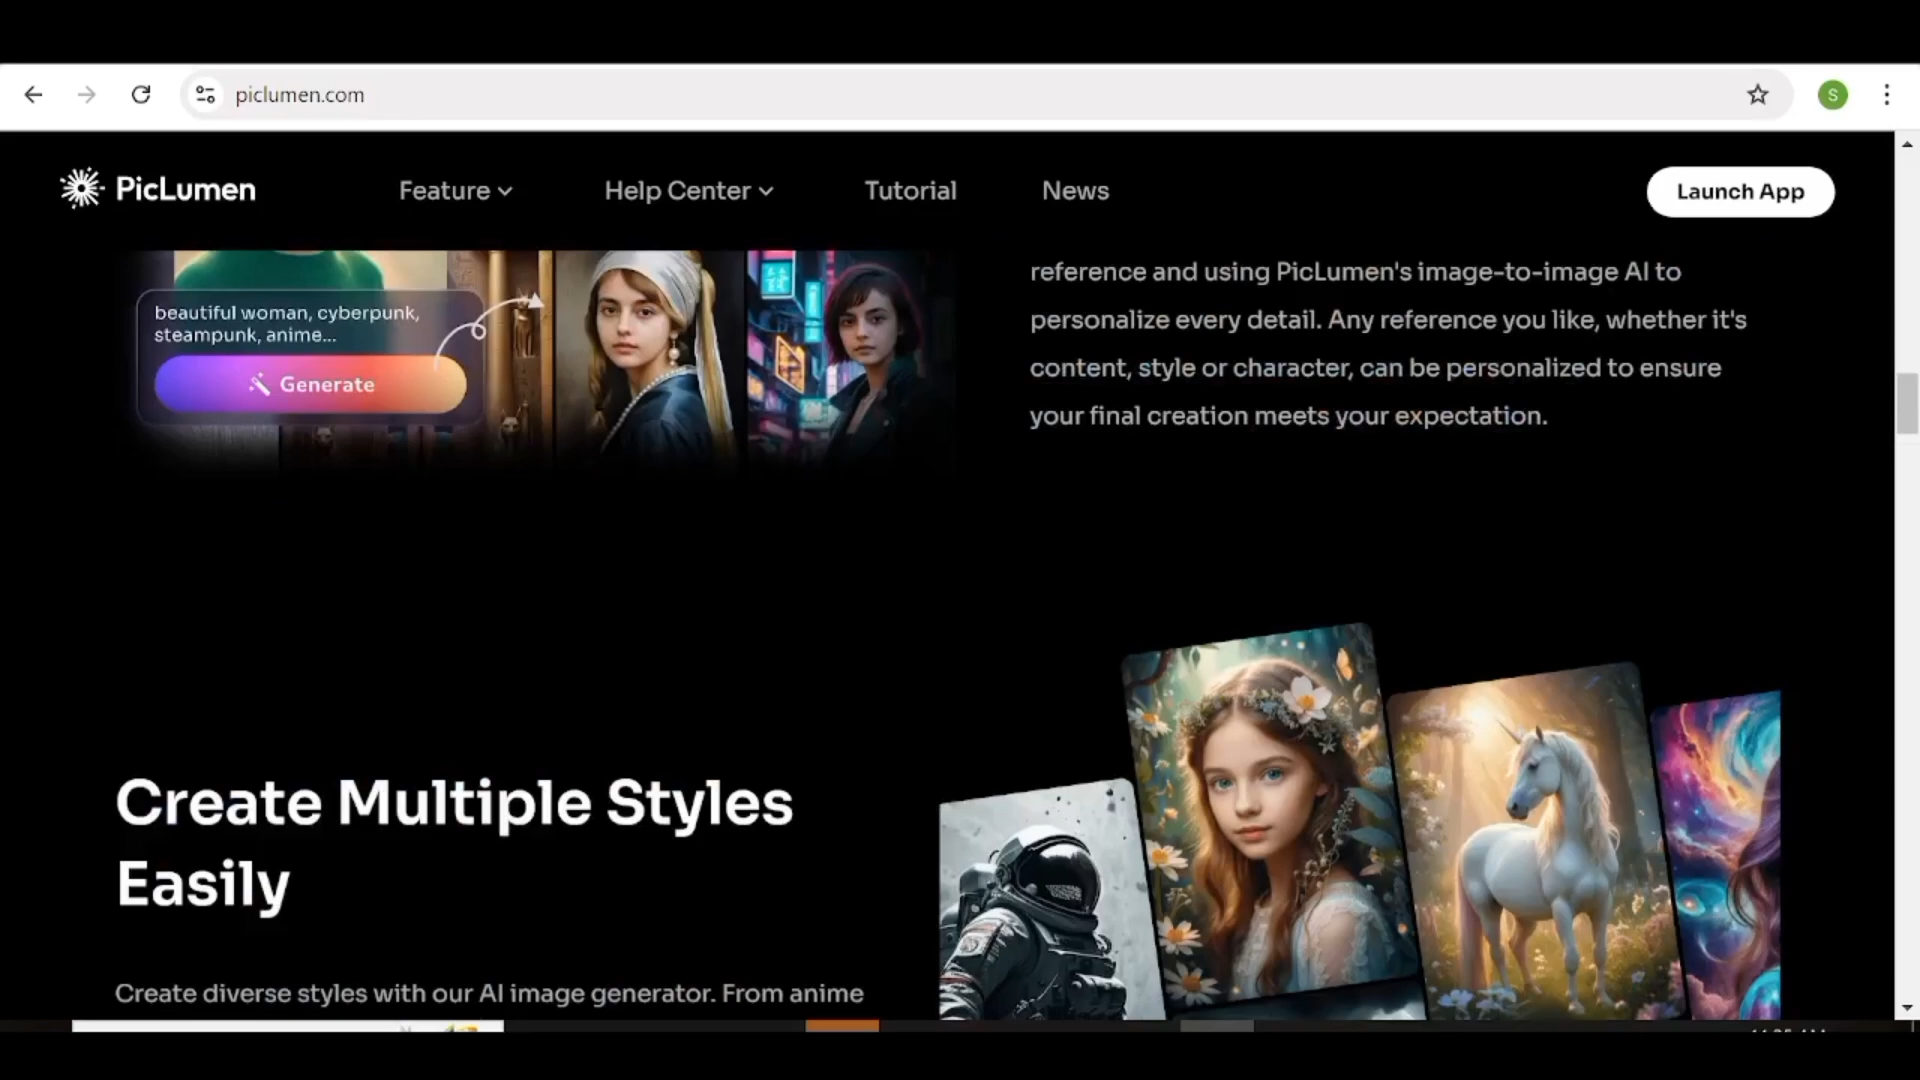 piclumen.com
S
PicLumen
Feature
Help Center
Tutorial
News
Launch App
beautiful woman, cyberpunk,
steampunk, anime...
Generate
reference and using PicLumen's image-to-image AI to
personalize every detail. Any reference you like, whether it's
content, style or character, can be personalized to ensure
your final creation meets your expectation.
Create Multiple Styles
Easily
Create diverse styles with our AI image generator. From anime